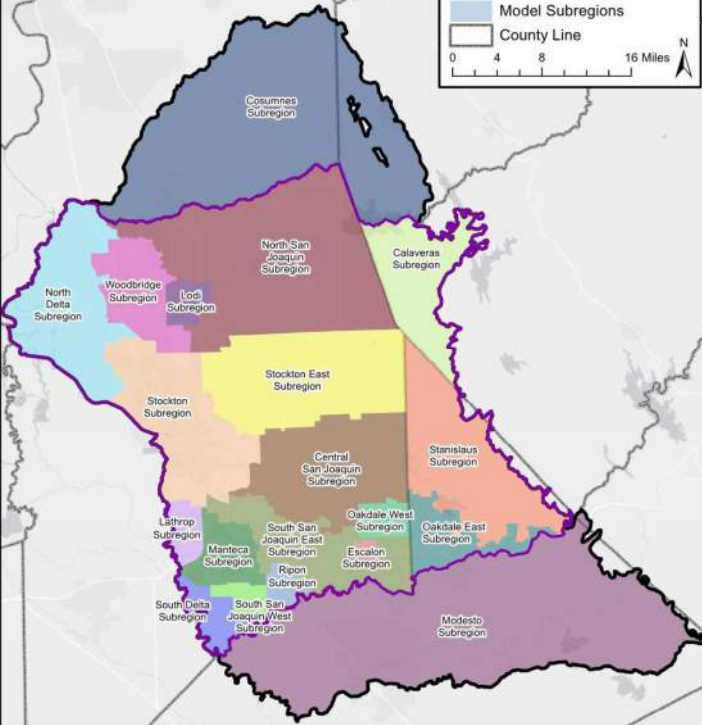 Model Subregions
County Line
0 4 8 16 Miles
N
Cosumnes
Subregion
North San
Joaquin
Subregion
Calaveras
Subregion
North
Delta
Subregion
Woodbridge
Subregion
Lodi
Subregion
Stockton East
Subregion
Stockton
Subregion
Central
San Joaquin
Subregion
Stanislaus
Subregion
Lathrop
Subregion
Manteca
Subregion
South San
Joaquin East
Subregion
Oakdale West
Subregion
Oakdale East
Subregion
Escalon
Subregion
Ripon
Subregion
South Delta
Subregion
South San
Joaquin West
Subregion
Modesto
Subregion